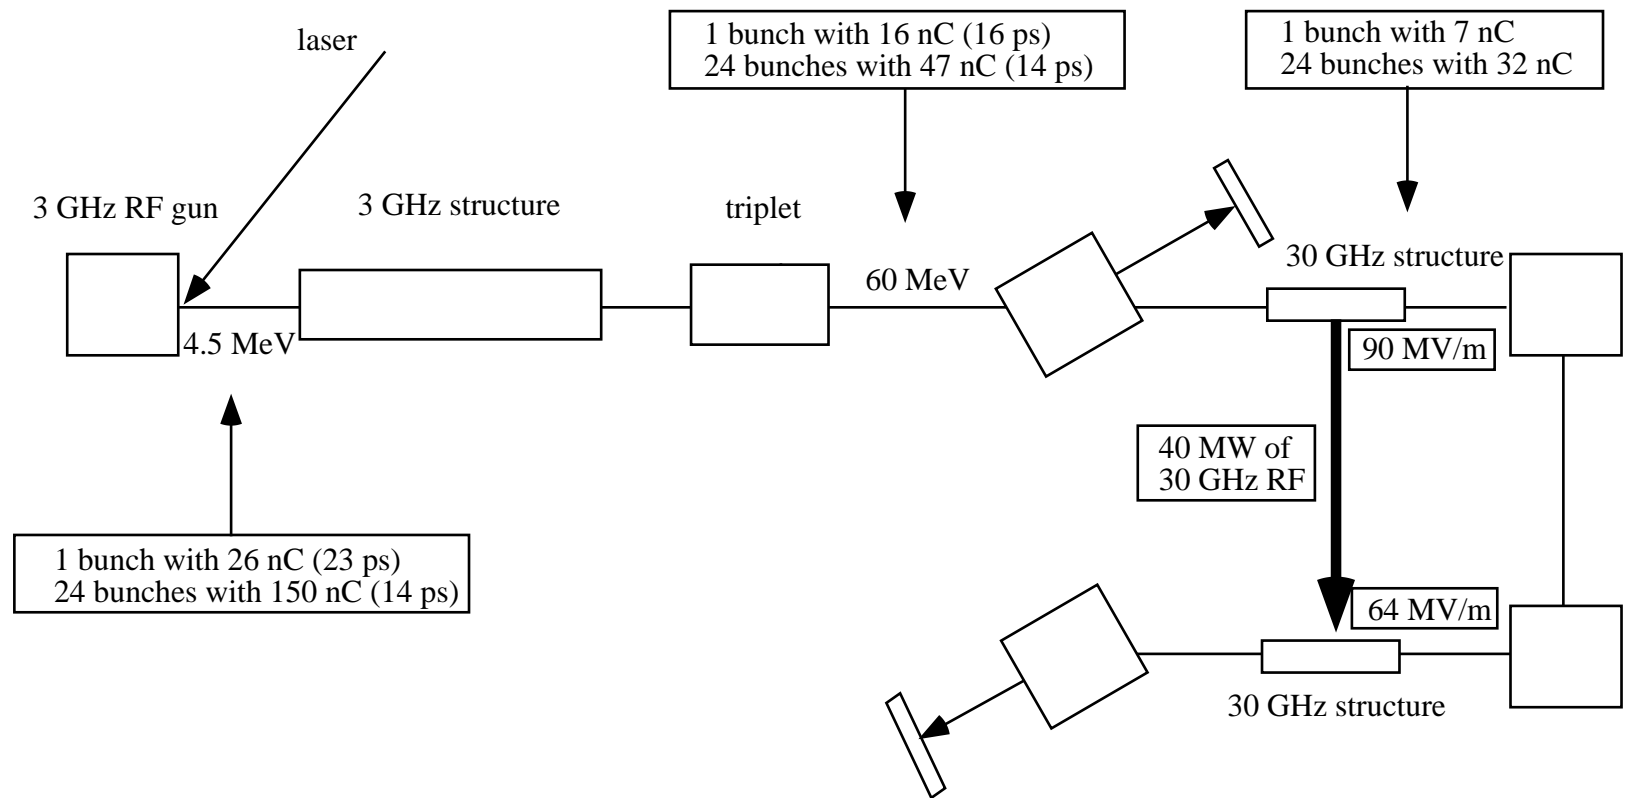 laser
1 bunch with 16 nC (16 ps)
24 bunches with 47 nC (14 ps)
1 bunch with 7 nC
24 bunches with 32 nC
3 GHz RF gun
3 GHz structure
triplet
60 MeV
30 GHz structure
4.5 MeV
90 MV/m
40 MW of
30 GHz RF
1 bunch with 26 nC (23 ps)
24 bunches with 150 nC (14 ps)
64 MV/m
30 GHz structure